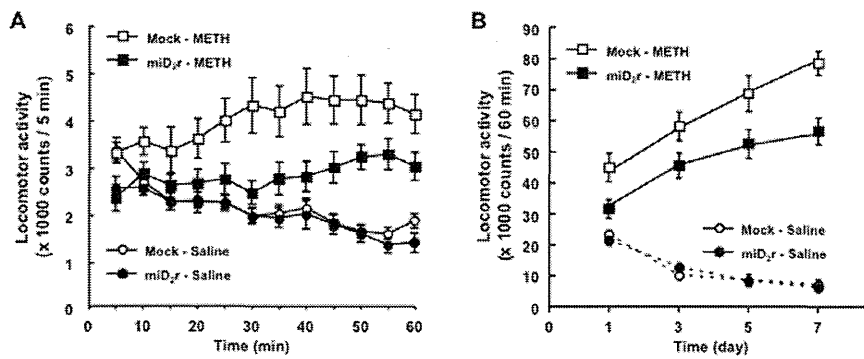 A
Locomotor activity
(x 1000 counts / 5 min)
6
5
4
3
2
1
0
Mock - METH
miD₂r - METH
Mock - Saline
miD₂r - Saline
0 10 20 30 40 50 60
Time (min)
B
Locomotor activity
(x 1000 counts / 60 min)
90
80
70
60
50
40
30
20
10
0
Mock - METH
miD₂r - METH
Mock - Saline
miD₂r - Saline
1 3 5 7
Time (day)